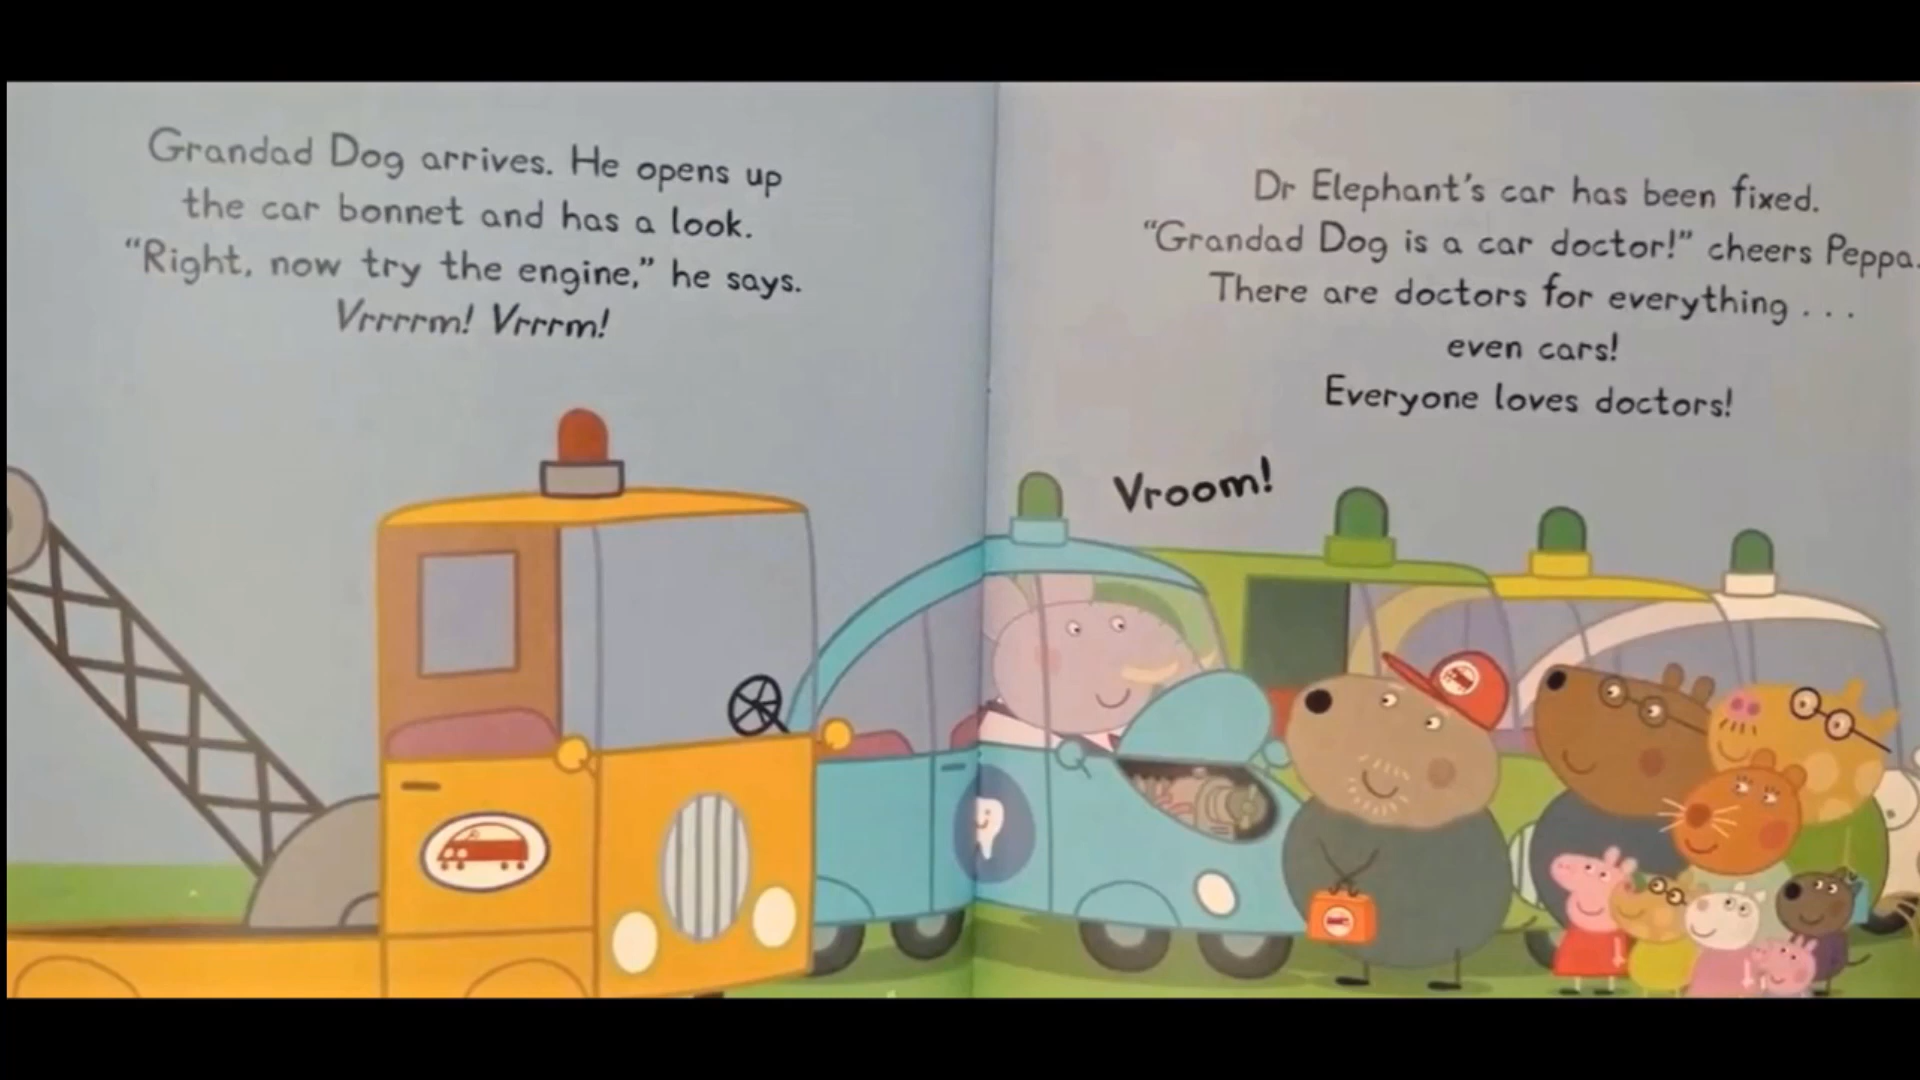 Grandad Dog arrives. He opens up
the car bonnet and has a look.
“Right, now try the engine,” he says.
Vrrrrm! Vrrrm!
Dr Elephant’s car has been fixed.
“Grandad Dog is a car doctor!” cheers Peppa.
There are doctors for everything . . .
even cars!
Everyone loves doctors!
Vroom!